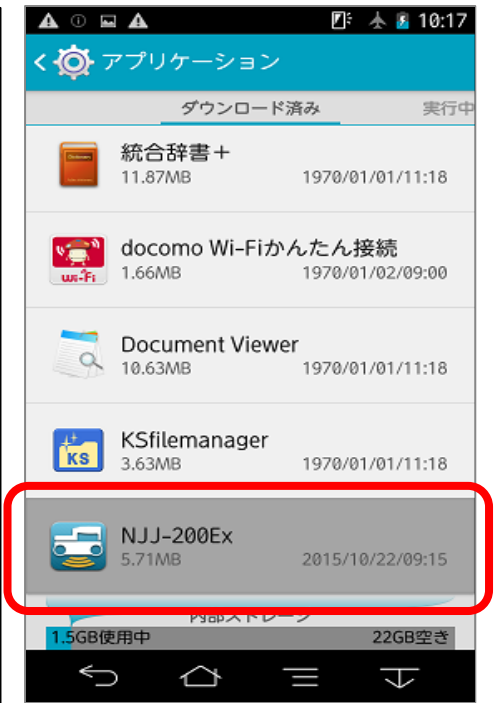 10:17
アプリケーション
ダウンロード済み 実行中
統合辞書＋
11.87MB 1970/01/01/11:18
docomo Wi-Fiかんたん接続
Wi-Fi
1.66MB 1970/01/02/09:00
Document Viewer
10.63MB 1970/01/01/11:18
KSfilemanager
KS
3.63MB 1970/01/01/11:18
NJJ-200Ex
5.71MB 2015/10/22/09:15
内部ストレージ
1.5GB使用中 22GB空き